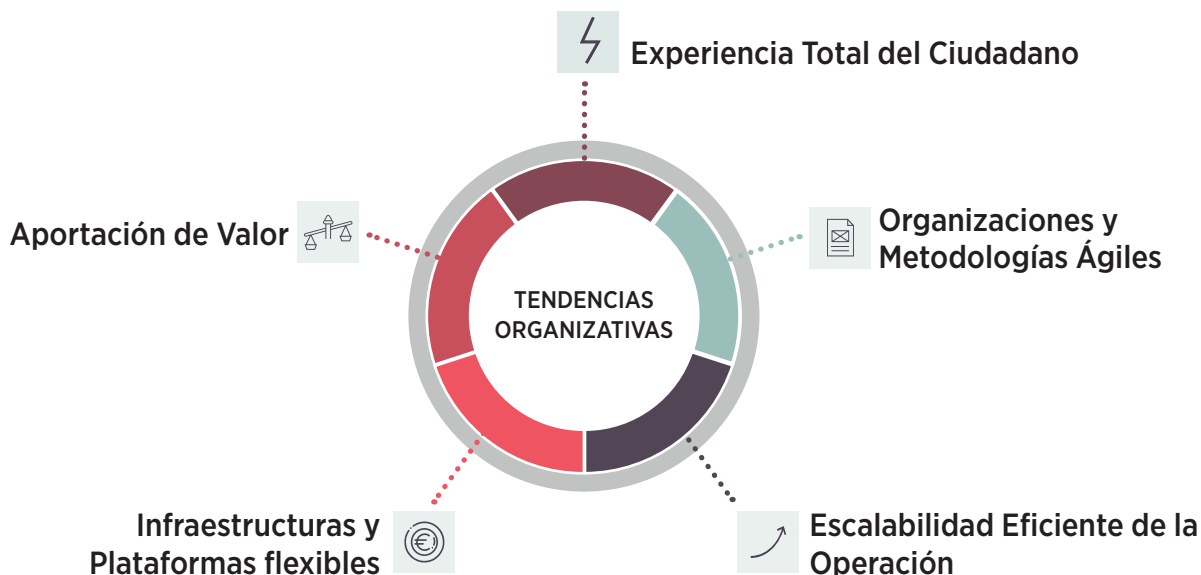 Experiencia Total del Ciudadano
Aportación de Valor
Organizaciones y
Metodologías Ágiles
TENDENCIAS
ORGANIZATIVAS
Infraestructuras y
Plataformas flexibles
€
Escalabilidad Eficiente de la
Operación